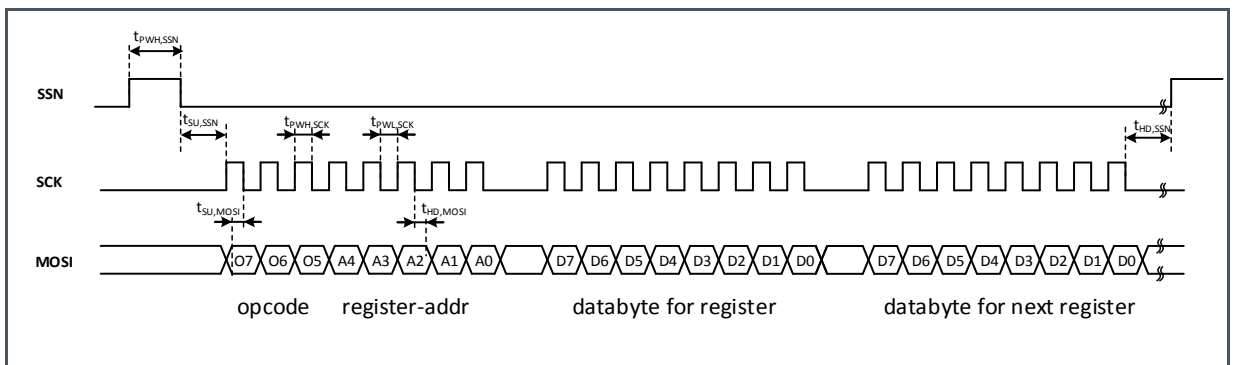 tPWH,SSN
SSN
tSU,SSN tPWH,SCK tPWL,SCK tHD,SSN
SCK
tSU,MOSI tHD,MOSI
MOSI O7 O6 O5 A4 A3 A2 A1 A0 D7 D6 D5 D4 D3 D2 D1 D0 D7 D6 D5 D4 D3 D2 D1 D0
opcode register-addr databyte for register databyte for next register